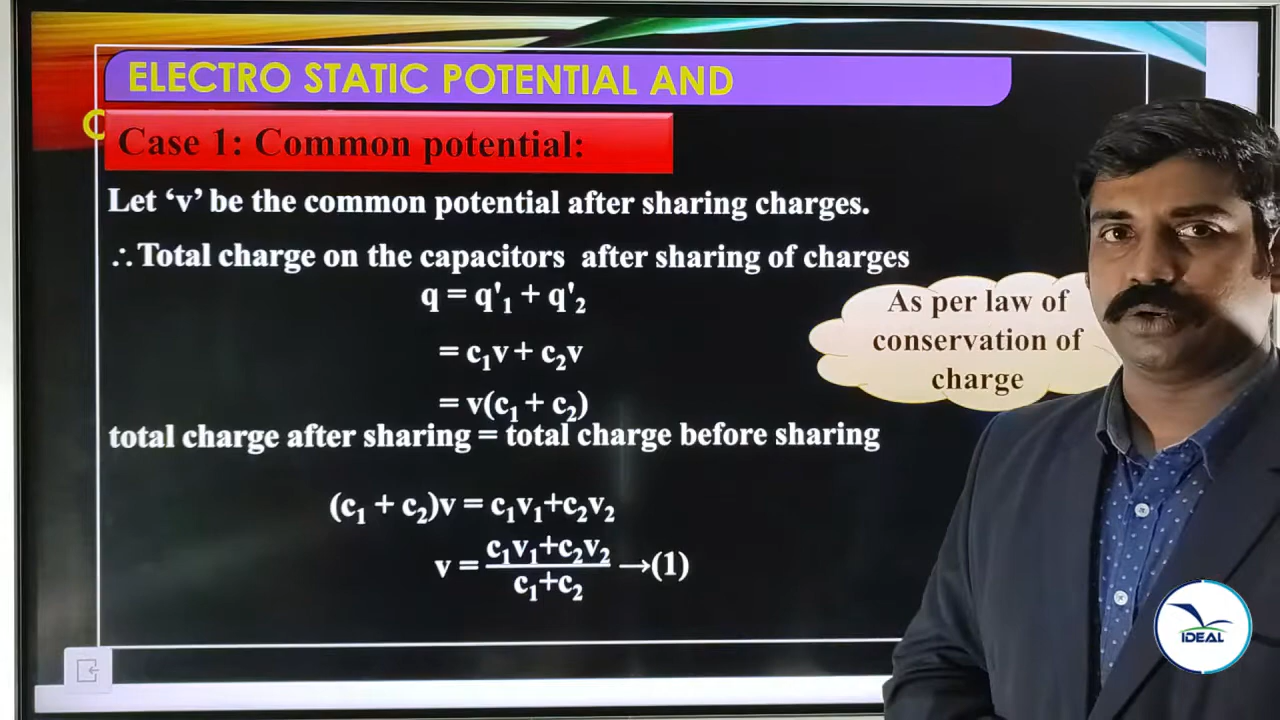 ELECTRO STATIC POTENTIAL AND
C
Case 1: Common potential:
Let ‘v’ be the common potential after sharing charges.
∴Total charge on the capacitors after sharing of charges
q = q'₁ + q'₂
= c₁v + c₂v
= v(c₁ + c₂)
As per law of
conservation of
charge
total charge after sharing = total charge before sharing
(c₁ + c₂)v = c₁v₁+c₂v₂
v = c₁v₁+c₂v₂ / c₁+c₂ →(1)
IDEAL